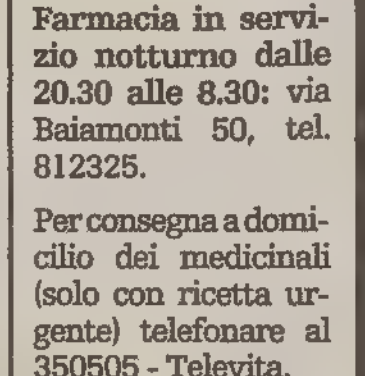 Farmacia in servi-
zio notturno dalle
20.30 alle 8.30: via
Baiamonti 50, tel.
812325.
Per consegna a domi-
cilio dei medicinali
(solo con ricetta ur-
gente) telefonare al
350505 - Televita.